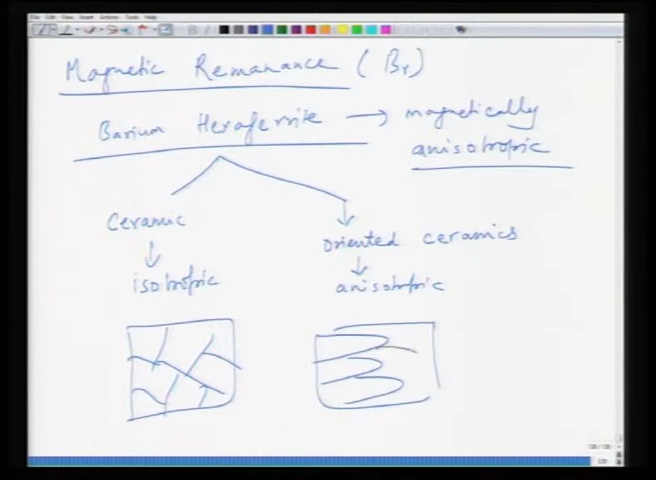 Magnetic Remanance (Br)
Barium Hexaferrite → magnetically
anisotropic
Ceramic
oriented ceramics
isotropic
anisotropic